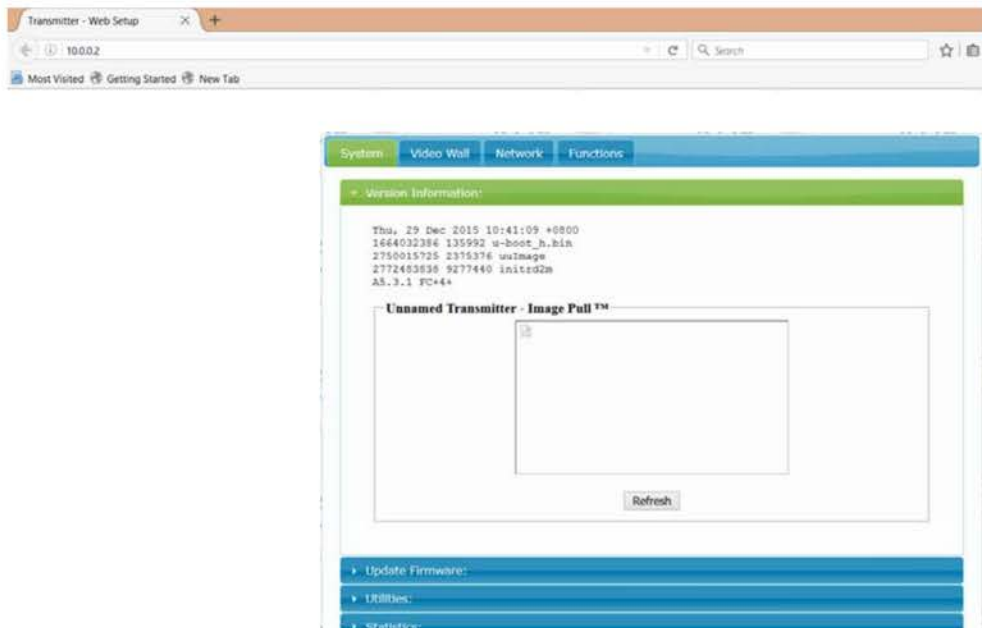 Transmitter - Web Setup
10.0.0.2
Search
Most Visited Getting Started New Tab
System Video Wall Network Functions
Version Information:
Thu, 29 Dec 2015 10:41:09 +0800
1664032386 135992 u-boot_h.bin
2750015725 2375376 uuImage
2772483838 9277440 initrd2m
A5.3.1 FC+4+
Unnamed Transmitter - Image Pull ™
Refresh
Update Firmware:
Utilities:
Statistics: